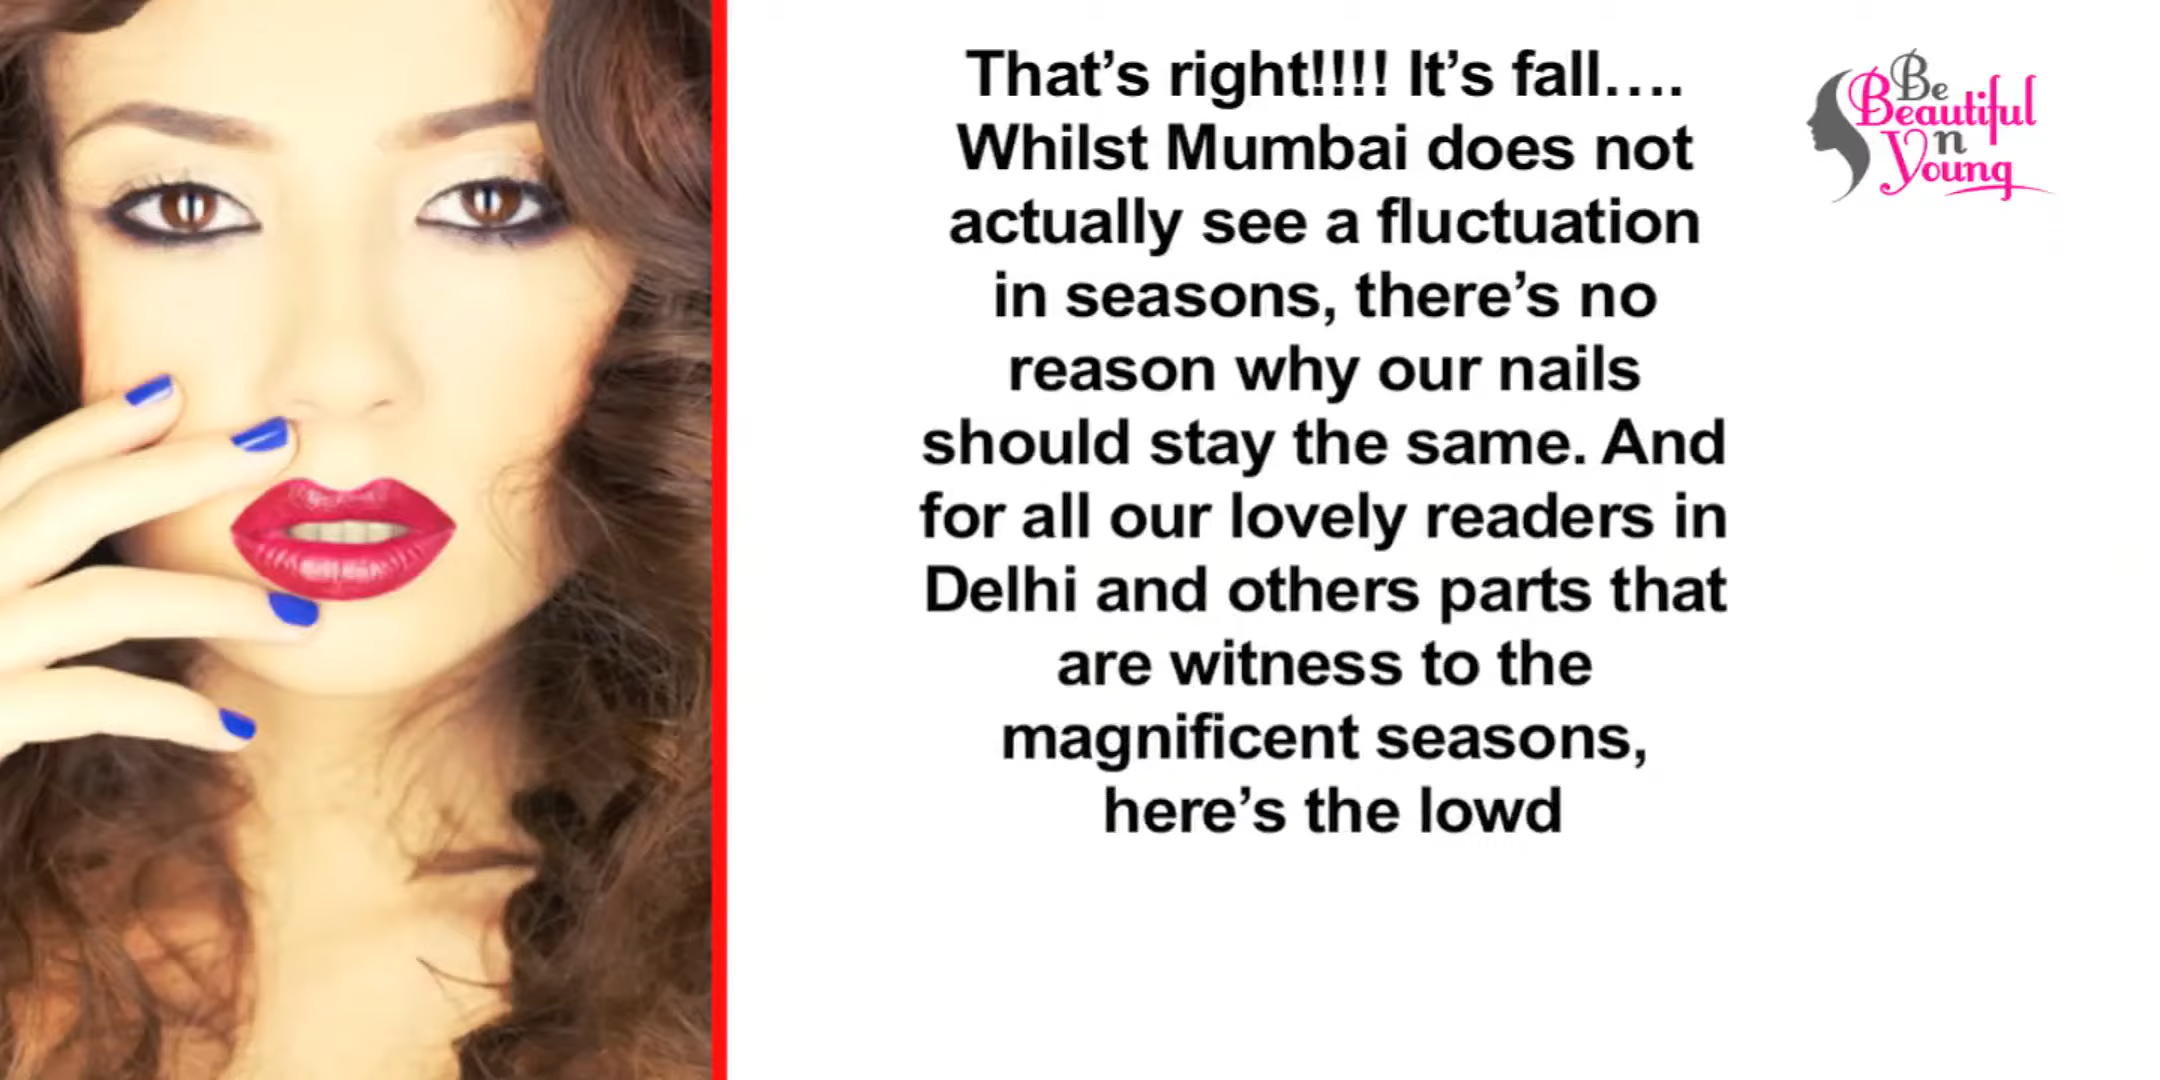 That’s right!!!! It’s fall….
Whilst Mumbai does not
actually see a fluctuation
in seasons, there’s no
reason why our nails
should stay the same. And
for all our lovely readers in
Delhi and others parts that
are witness to the
magnificent seasons,
here’s the lowd
Be
Beautiful
n
Young